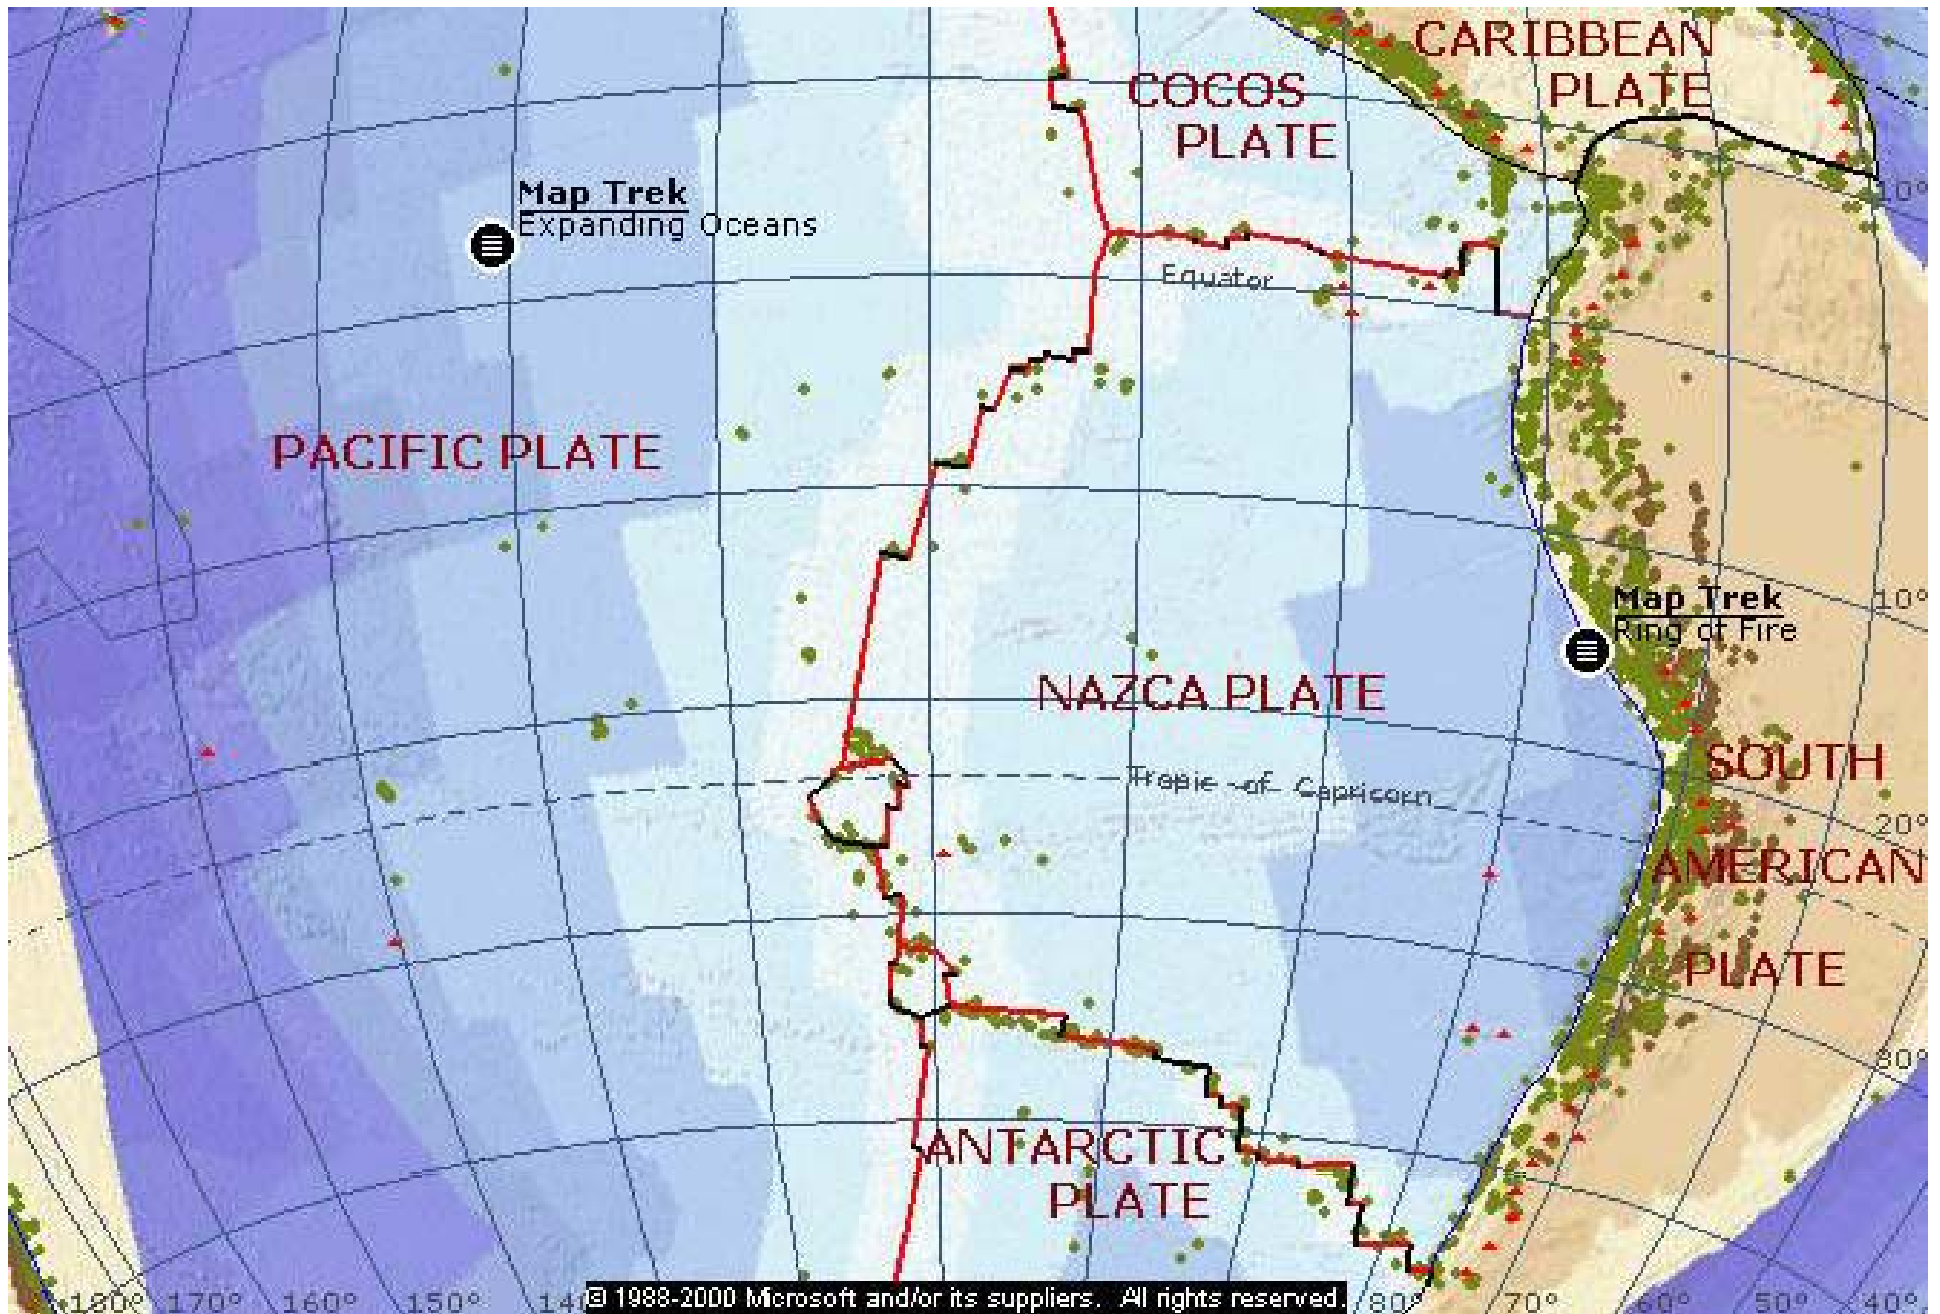 CARIBBEAN
PLATE
COCOS
PLATE
Map Trek
Expanding Oceans
10°
Equator
PACIFIC PLATE
Map Trek
Ring of Fire
10°
NAZCA PLATE
SOUTH
Tropic of Capricorn
20°
AMERICAN
PLATE
30°
ANTARCTIC
PLATE
180° 170° 160° 150° 80° 70° 60° 50° 40°
© 1988-2000 Microsoft and/or its suppliers. All rights reserved.